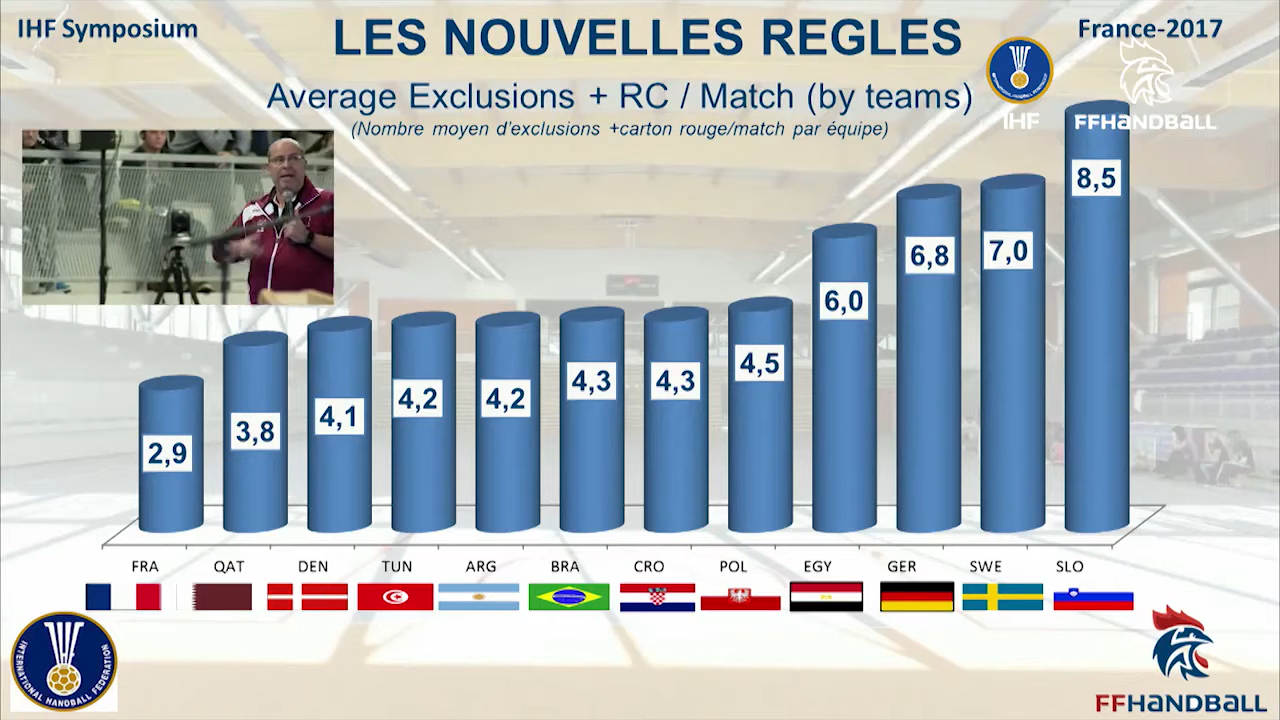 IHF Symposium
LES NOUVELLES REGLES
France-2017
Average Exclusions + RC / Match (by teams)
(Nombre moyen d'exclusions +carton rouge/match par équipe)
IHF
FFHANDBALL
2,9
3,8
4,1
4,2
4,2
4,3
4,3
4,5
6,0
6,8
7,0
8,5
FRA
QAT
DEN
TUN
ARG
BRA
CRO
POL
EGY
GER
SWE
SLO
INTERNATIONAL HANDBALL FEDERATION
FFHANDBALL